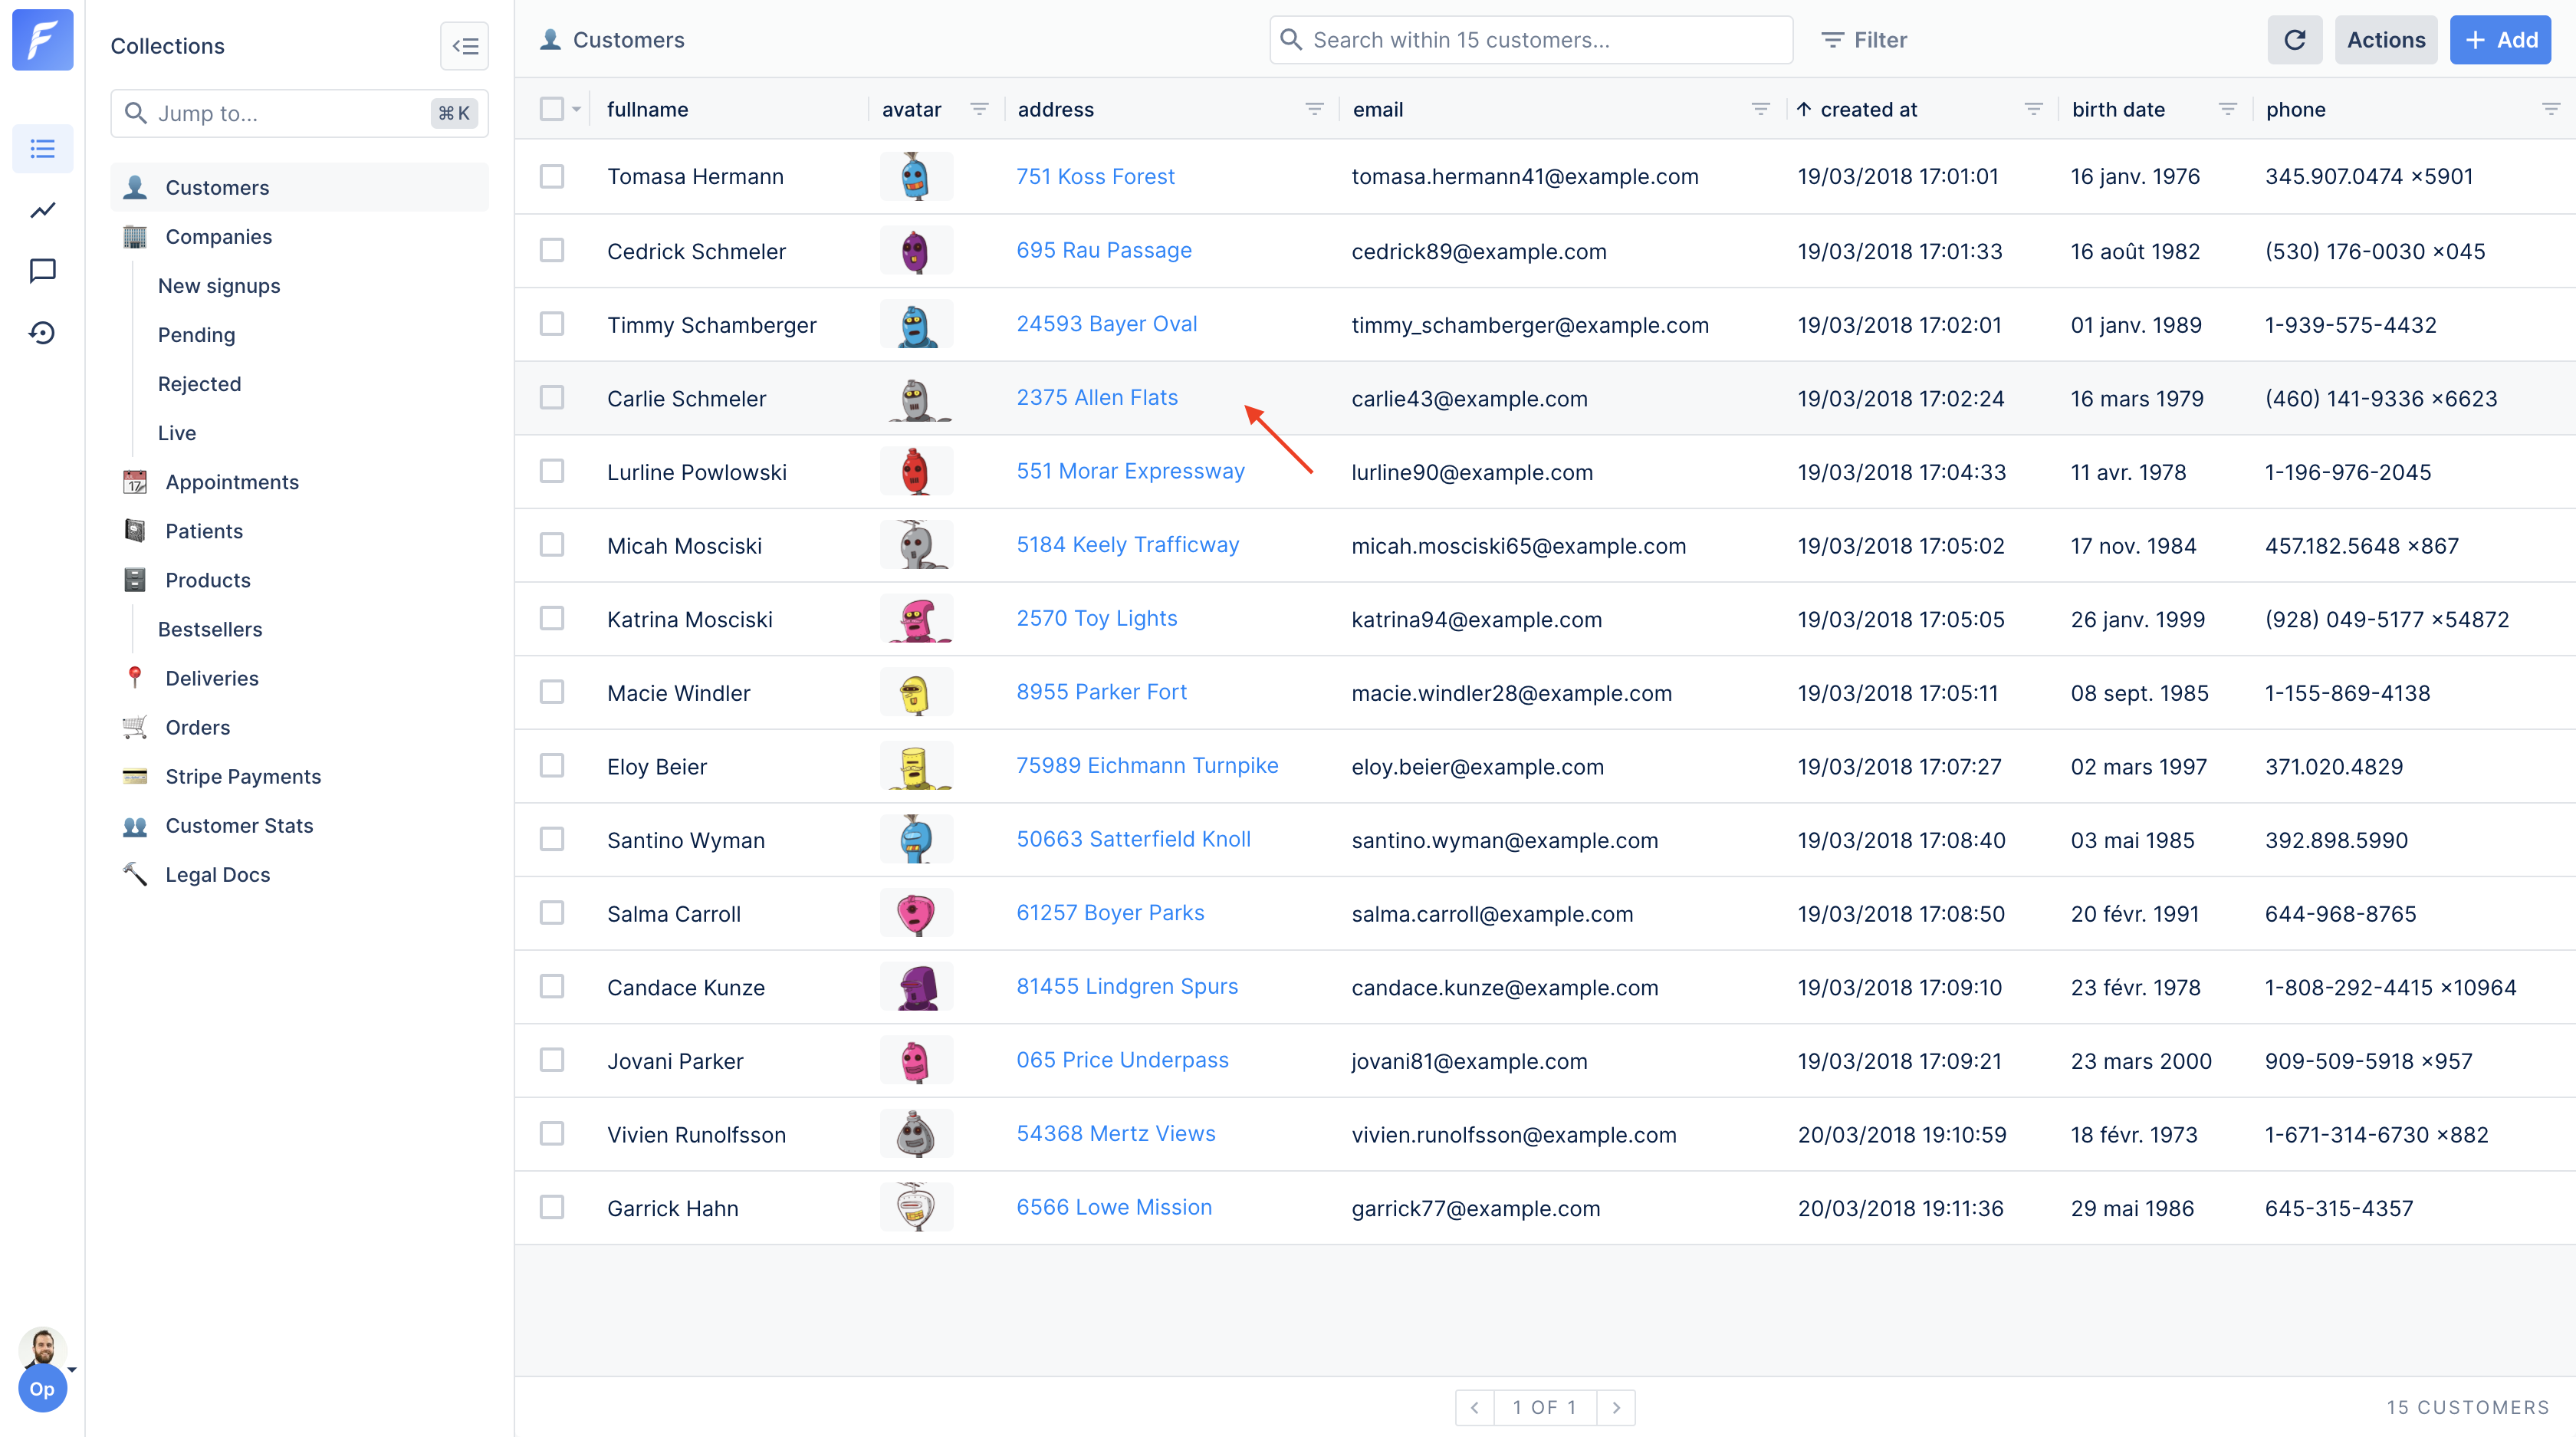 Collections
Jump to... ⌘ K
Customers
Companies
New signups
Pending
Rejected
Live
Appointments
Patients
Products
Bestsellers
Deliveries
Orders
Stripe Payments
Customer Stats
Legal Docs
Op
Customers Search within 15 customers... Filter Actions + Add
fullname avatar address email ↑ created at birth date phone
Tomasa Hermann 751 Koss Forest tomasa.hermann41@example.com 19/03/2018 17:01:01 16 janv. 1976 345.907.0474 ×5901
Cedrick Schmeler 695 Rau Passage cedrick89@example.com 19/03/2018 17:01:33 16 août 1982 (530) 176-0030 ×045
Timmy Schamberger 24593 Bayer Oval timmy_schamberger@example.com 19/03/2018 17:02:01 01 janv. 1989 1-939-575-4432
Carlie Schmeler 2375 Allen Flats carlie43@example.com 19/03/2018 17:02:24 16 mars 1979 (460) 141-9336 ×6623
Lurline Powlowski 551 Morar Expressway lurline90@example.com 19/03/2018 17:04:33 11 avr. 1978 1-196-976-2045
Micah Mosciski 5184 Keely Trafficway micah.mosciski65@example.com 19/03/2018 17:05:02 17 nov. 1984 457.182.5648 ×867
Katrina Mosciski 2570 Toy Lights katrina94@example.com 19/03/2018 17:05:05 26 janv. 1999 (928) 049-5177 ×54872
Macie Windler 8955 Parker Fort macie.windler28@example.com 19/03/2018 17:05:11 08 sept. 1985 1-155-869-4138
Eloy Beier 75989 Eichmann Turnpike eloy.beier@example.com 19/03/2018 17:07:27 02 mars 1997 371.020.4829
Santino Wyman 50663 Satterfield Knoll santino.wyman@example.com 19/03/2018 17:08:40 03 mai 1985 392.898.5990
Salma Carroll 61257 Boyer Parks salma.carroll@example.com 19/03/2018 17:08:50 20 févr. 1991 644-968-8765
Candace Kunze 81455 Lindgren Spurs candace.kunze@example.com 19/03/2018 17:09:10 23 févr. 1978 1-808-292-4415 ×10964
Jovani Parker 065 Price Underpass jovani81@example.com 19/03/2018 17:09:21 23 mars 2000 909-509-5918 ×957
Vivien Runolfsson 54368 Mertz Views vivien.runolfsson@example.com 20/03/2018 19:10:59 18 févr. 1973 1-671-314-6730 ×882
Garrick Hahn 6566 Lowe Mission garrick77@example.com 20/03/2018 19:11:36 29 mai 1986 645-315-4357
1 OF 1 15 CUSTOMERS